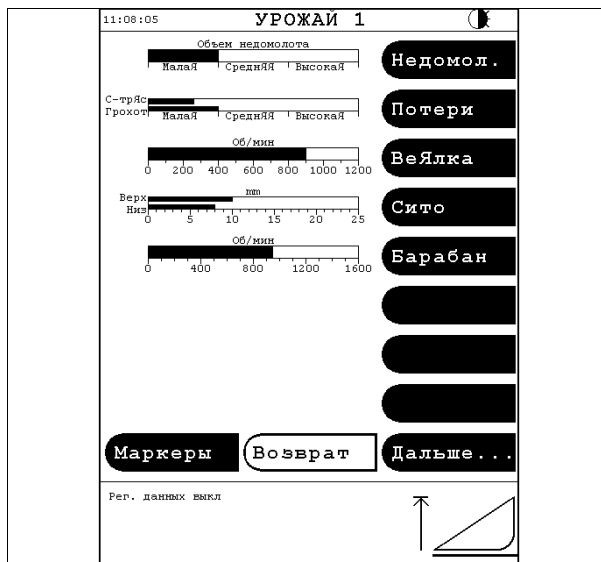 11:08:05 УРОЖАЙ 1
Объем недомолота
МалаЯ СреднЯЯ ВысокаЯ
Недомол.
С-трЯс
Грохот
МалаЯ СреднЯЯ ВысокаЯ
Потери
Об/мин
0 200 400 600 800 1000 1200
ВеЯлка
mm
Верх
Низ
0 5 10 15 20 25
Сито
Об/мин
0 400 800 1200 1600
Барабан
Маркеры Возврат Дальше...
Рег. данных выкл